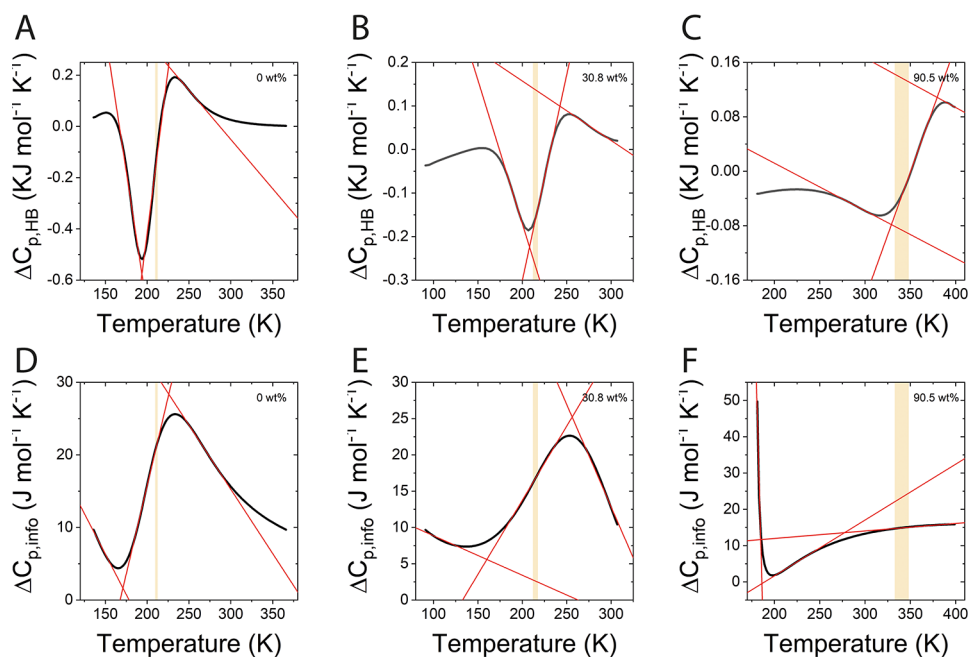 A
0.2
0.0
-0.2
-0.4
-0.6
0 wt%
150 200 250 300 350
ΔCp,HB (KJ mol⁻¹ K⁻¹)
Temperature (K)
B
0.2
0.1
0.0
-0.1
-0.2
-0.3
30.8 wt%
100 150 200 250 300
ΔCp,HB (KJ mol⁻¹ K⁻¹)
Temperature (K)
C
0.16
0.08
0.00
-0.08
-0.16
90.5 wt%
200 250 300 350 400
ΔCp,HB (KJ mol⁻¹ K⁻¹)
Temperature (K)
D
30
20
10
0
0 wt%
150 200 250 300 350
ΔCp,info (J mol⁻¹ K⁻¹)
Temperature (K)
E
30
25
20
15
10
5
0
30.8 wt%
100 150 200 250 300
ΔCp,info (J mol⁻¹ K⁻¹)
Temperature (K)
F
50
40
30
20
10
0
90.5 wt%
200 250 300 350 400
ΔCp,info (J mol⁻¹ K⁻¹)
Temperature (K)